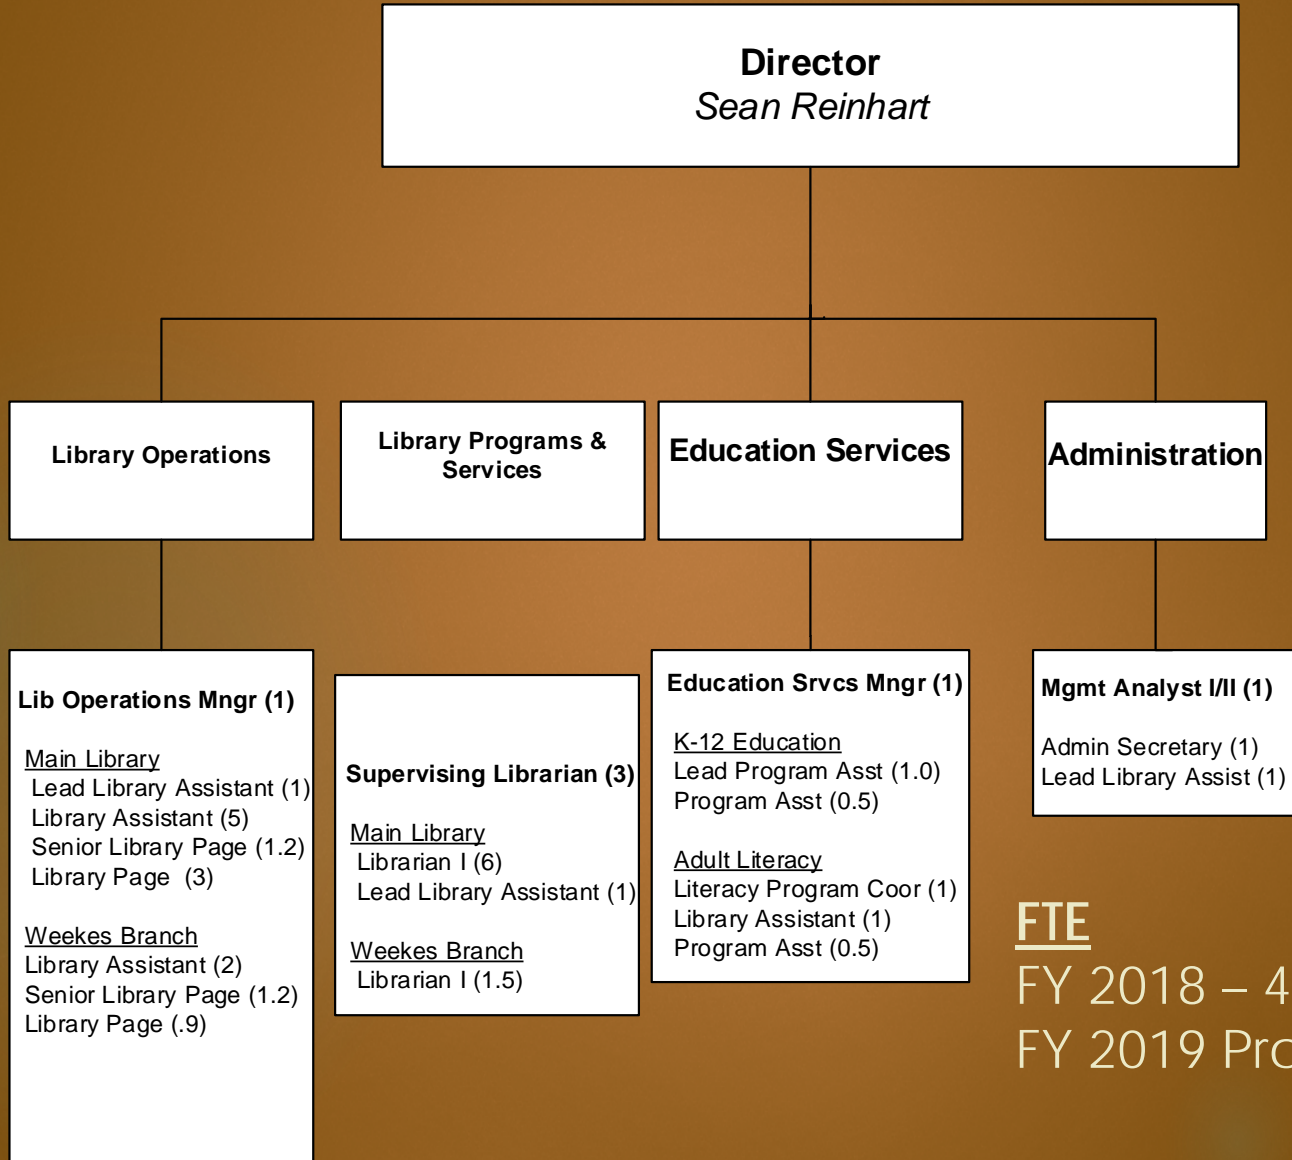 Director
Sean Reinhart
Library Operations
Library Programs &
Services
Education Services
Administration
Lib Operations Mngr (1)
Main Library
Lead Library Assistant (1)
Library Assistant (5)
Senior Library Page (1.2)
Library Page (3)
Weekes Branch
Library Assistant (2)
Senior Library Page (1.2)
Library Page (.9)
Supervising Librarian (3)
Main Library
Librarian I (6)
Lead Library Assistant (1)
Weekes Branch
Librarian I (1.5)
Education Srvcs Mngr (1)
K-12 Education
Lead Program Asst (1.0)
Program Asst (0.5)
Adult Literacy
Literacy Program Coor (1)
Library Assistant (1)
Program Asst (0.5)
Mgmt Analyst I/II (1)
Admin Secretary (1)
Lead Library Assist (1)
FTE
FY 2018 – 4
FY 2019 Pro